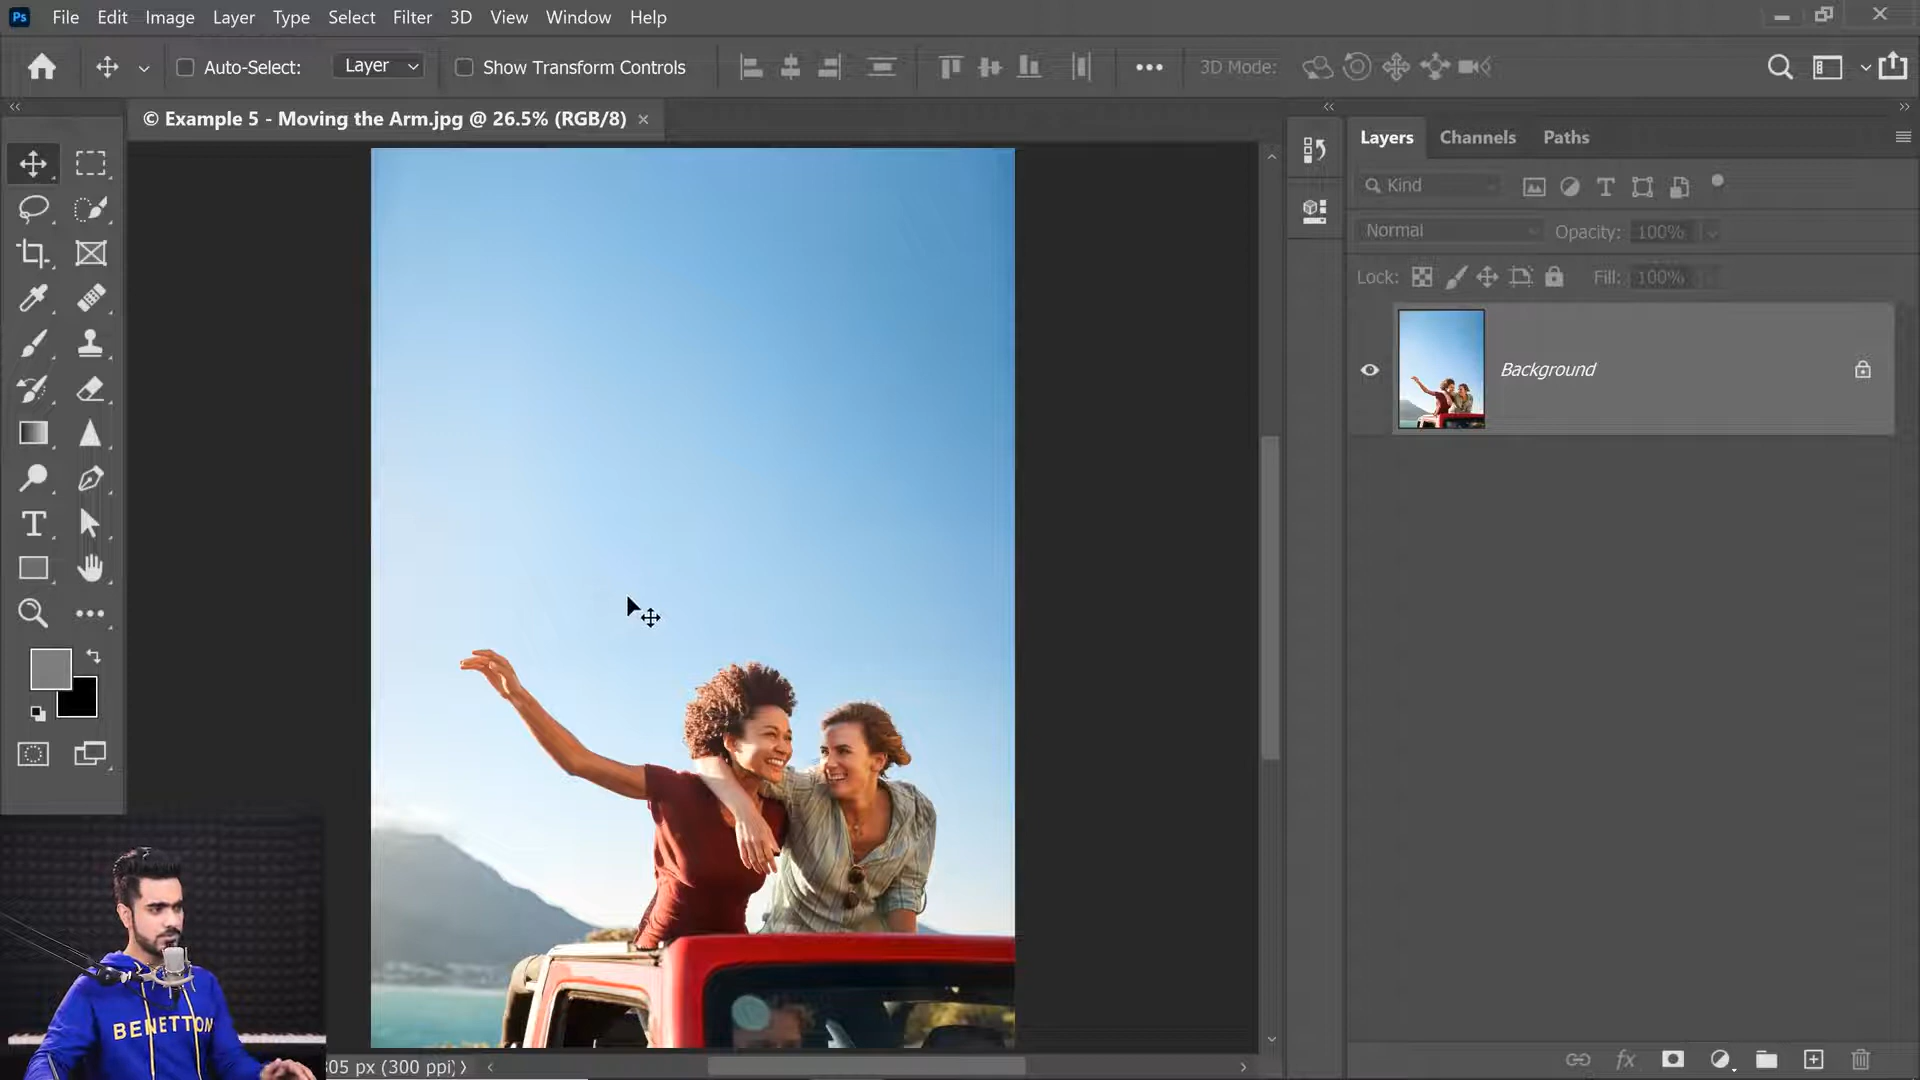 Ps File Edit Image Layer Type Select Filter 3D View Window Help
Auto-Select: Layer Show Transform Controls 3D Mode:
© Example 5 - Moving the Arm.jpg @ 26.5% (RGB/8) ×
Layers Channels Paths
Kind
Normal Opacity: 100%
Lock: Fill: 100%
Background
BENETTON
05 px (300 ppi)
fx